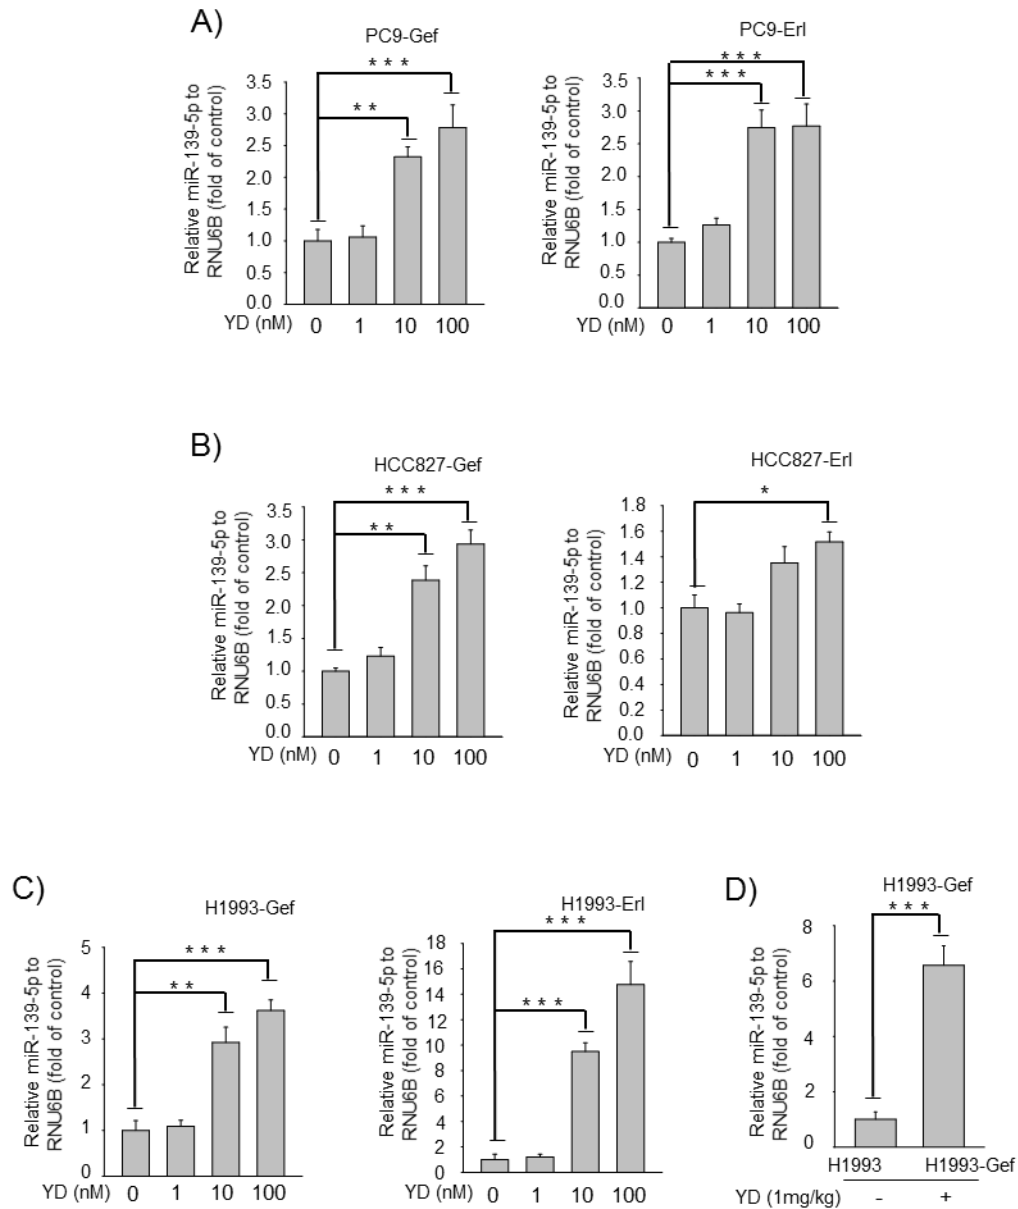 A)
PC9-Gef
Relative miR-139-5p to
RNU6B (fold of control)
3.5
3.0
2.5
2.0
1.5
1.0
0.5
0.0
* * *
* *
YD (nM) 0 1 10 100
PC9-Erl
Relative miR-139-5p to
RNU6B (fold of control)
3.5
3.0
2.5
2.0
1.5
1.0
0.5
0.0
* * *
* * *
0 1 10 100
B)
HCC827-Gef
Relative miR-139-5p to
RNU6B (fold of control)
3.5
3.0
2.5
2.0
1.5
1.0
0.5
0.0
* * *
* *
YD (nM) 0 1 10 100
HCC827-Erl
Relative miR-139-5p to
RNU6B (fold of control)
1.8
1.6
1.4
1.2
1.0
0.8
0.6
0.4
0.2
0.0
*
YD (nM) 0 1 10 100
C)
H1993-Gef
Relative miR-139-5p to
RNU6B (fold of control)
5
4
3
2
1
0
* * *
* *
YD (nM) 0 1 10 100
H1993-Erl
Relative miR-139-5p to
RNU6B (fold of control)
18
16
14
12
10
8
6
4
2
0
* * *
* * *
YD (nM) 0 1 10 100
D)
H1993-Gef
Relative miR-139-5p to
RNU6B (fold of control)
8
6
4
2
0
* * *
H1993 H1993-Gef
YD (1mg/kg) - +